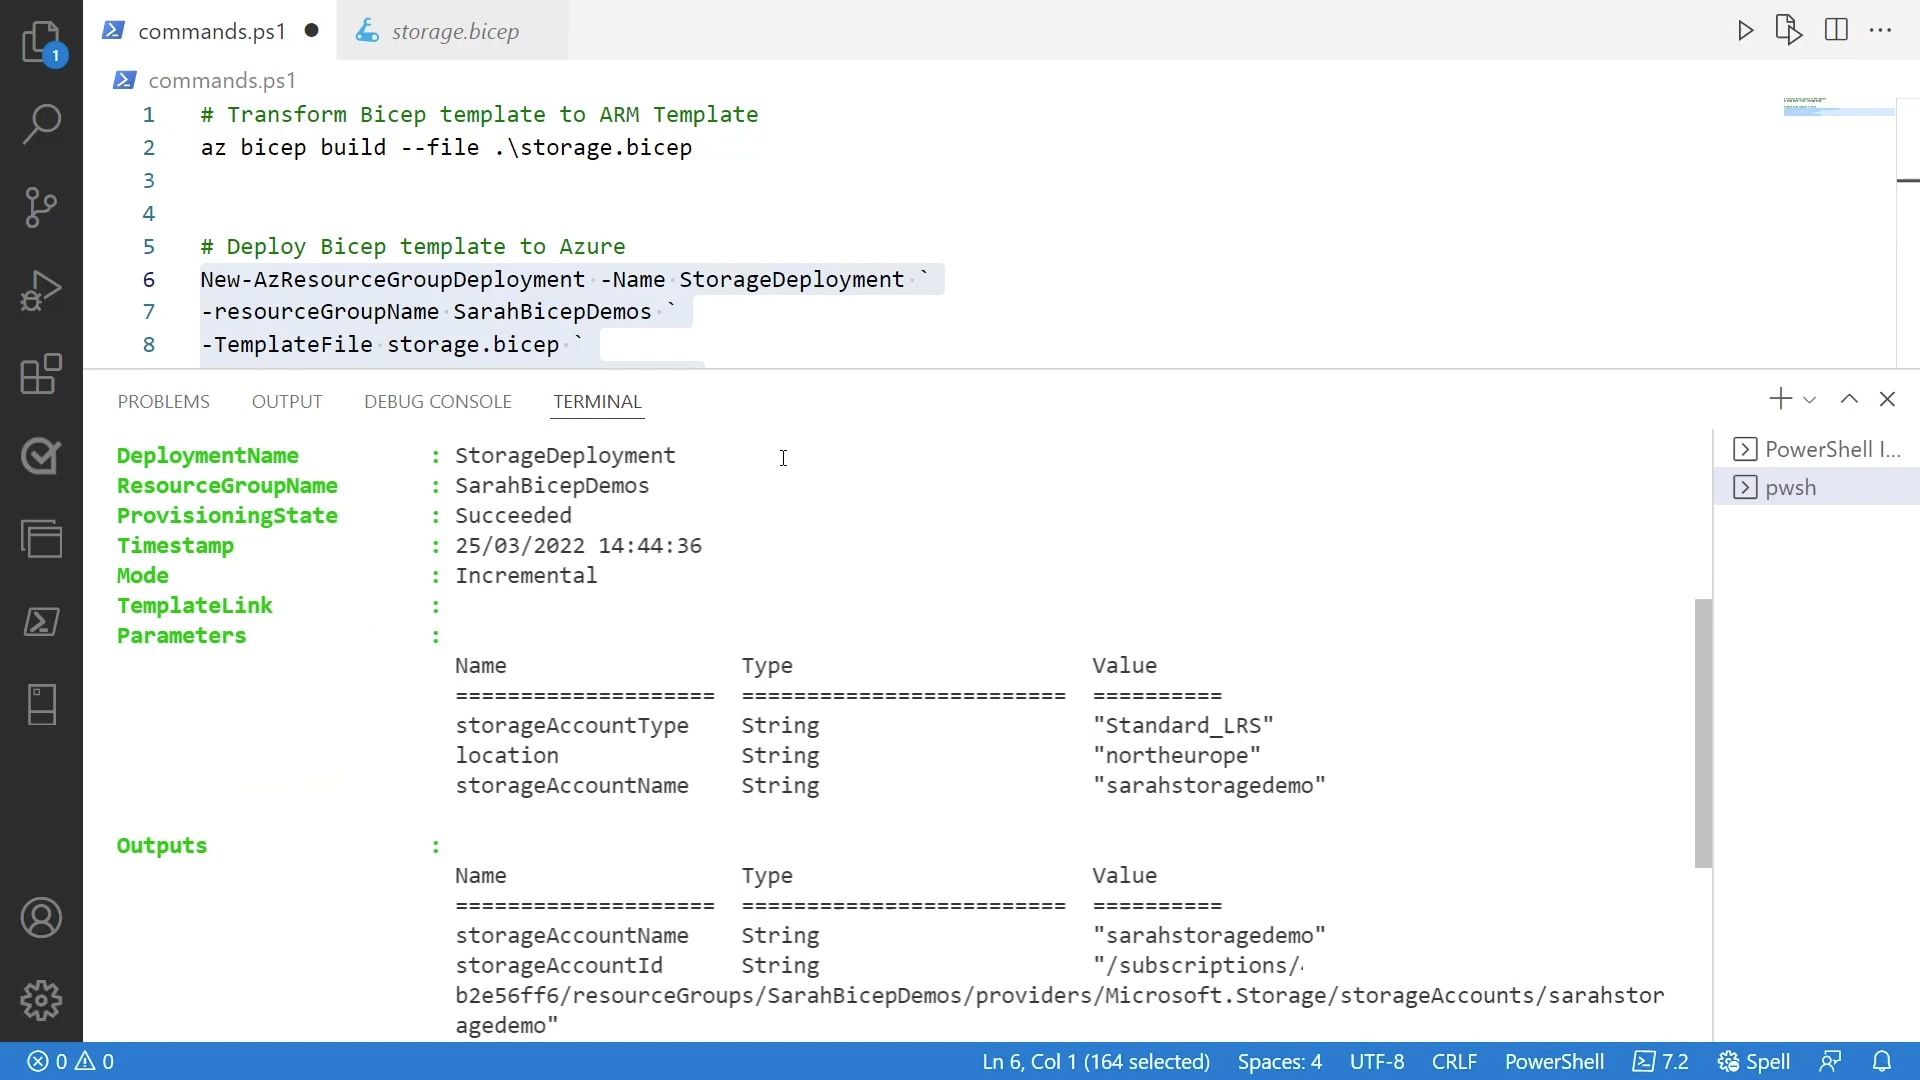 commands.ps1
storage.bicep
1
commands.ps1
1 # Transform Bicep template to ARM Template
2 az bicep build --file .\storage.bicep
3
4
5 # Deploy Bicep template to Azure
6 New-AzResourceGroupDeployment -Name StorageDeployment `
7 -resourceGroupName SarahBicepDemos `
8 -TemplateFile storage.bicep `
PROBLEMS OUTPUT DEBUG CONSOLE TERMINAL
PowerShell I...
pwsh
DeploymentName : StorageDeployment
ResourceGroupName : SarahBicepDemos
ProvisioningState : Succeeded
Timestamp : 25/03/2022 14:44:36
Mode : Incremental
TemplateLink :
Parameters :
Name Type Value
==================== ========================= ==========
storageAccountType String "Standard_LRS"
location String "northeurope"
storageAccountName String "sarahstoragedemo"
Outputs :
Name Type Value
==================== ========================= ==========
storageAccountName String "sarahstoragedemo"
storageAccountId String "/subscriptions/
b2e56ff6/resourceGroups/SarahBicepDemos/providers/Microsoft.Storage/storageAccounts/sarahstor
agedemo"
0 0 Ln 6, Col 1 (164 selected) Spaces: 4 UTF-8 CRLF PowerShell 7.2 Spell